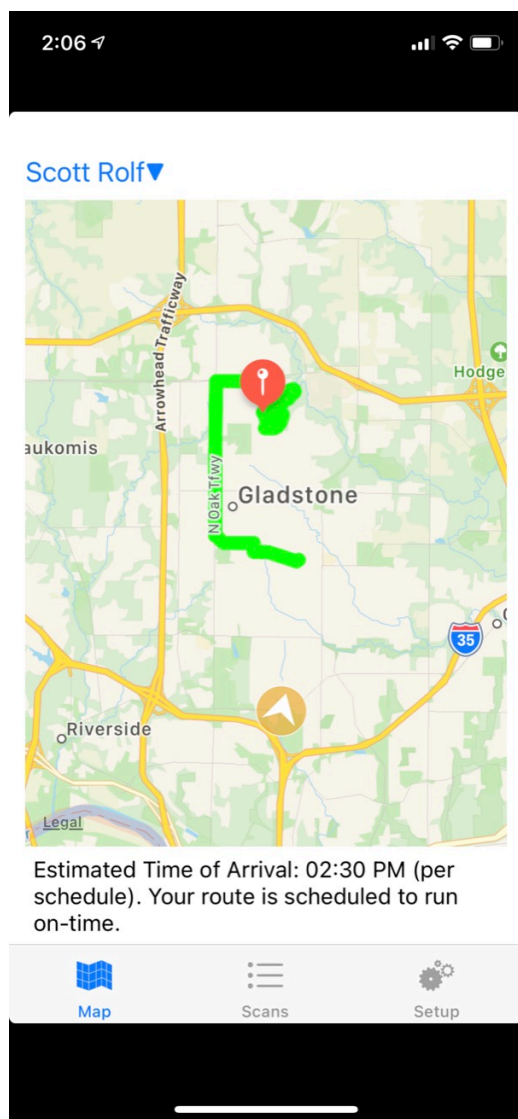 2:06
Scott Rolf▼
Arrowhead Trafficway
Hodge
aukomis
N Oak Tfwy
Gladstone
35
Riverside
Legal
Estimated Time of Arrival: 02:30 PM (per
schedule). Your route is scheduled to run
on-time.
Map
Scans
Setup